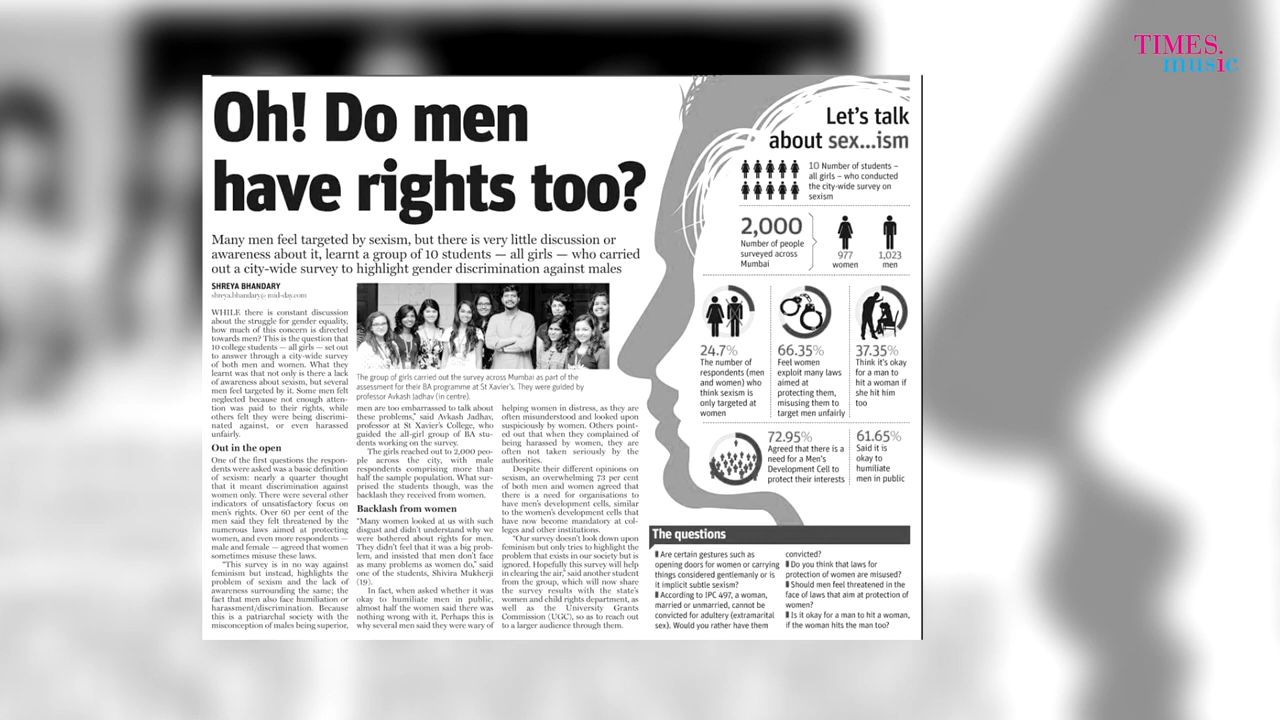 TIMES.
music
Oh! Do men
have rights too?
Many men feel targeted by sexism, but there is very little discussion or
awareness about it, learnt a group of 10 students — all girls — who carried
out a city-wide survey to highlight gender discrimination against males
SHREYA BHANDARY
shreya.bhandary@mid-day.com
WHILE there is constant discussion
about the struggle for gender equality,
how much of this concern is directed
towards men? This is the question that
10 college students — all girls — set out
to answer through a city-wide survey
of both men and women. What they
learnt was that not only is there a lack
of awareness about sexism, but several
men feel targeted by it. Some men felt
neglected because not enough atten-
tion was paid to their rights, while
others felt they were being discrimi-
nated against, or even harassed
unfairly.
Out in the open
One of the first questions the respon-
dents were asked was a basic definition
of sexism: nearly a quarter thought
that it meant discrimination against
women only. There were several other
indicators of unsatisfactory focus on
men's rights. Over 60 per cent of the
men said they felt threatened by the
numerous laws aimed at protecting
women, and even more respondents —
male and female — agreed that women
sometimes misuse these laws.
"This survey is in no way against
feminism but instead, highlights the
problem of sexism and the lack of
awareness surrounding the same; the
fact that men also face humiliation or
harassment/discrimination. Because
this is a patriarchal society with the
misconception of males being superior,
The group of girls carried out the survey across Mumbai as part of the
assessment for their BA programme at St Xavier's. They were guided by
professor Avkash Jadhav (in centre).
men are too embarrassed to talk about
these problems," said Avkash Jadhav,
professor at St Xavier's College, who
guided the all-girl group of BA stu-
dents working on the survey.
The girls reached out to 2,000 peo-
ple across the city, with male
respondents comprising more than
half the sample population. What sur-
prised the students though, was the
backlash they received from women.
Backlash from women
"Many women looked at us with such
disgust and didn't understand why we
were bothered about rights for men.
They didn't feel that it was a big prob-
lem, and insisted that men don't face
as many problems as women do," said
one of the students, Shivira Mukherji
(19).
In fact, when asked whether it was
okay to humiliate men in public,
almost half the women said there was
nothing wrong with it. Perhaps this is
why several men said they were wary of
helping women in distress, as they are
often misunderstood and looked upon
suspiciously by women. Others point-
ed out that when they complained of
being harassed by women, they are
often not taken seriously by the
authorities.
Despite their different opinions on
sexism, an overwhelming 73 per cent
of both men and women agreed that
there is a need for organisations to
have men's development cells, similar
to the women's development cells that
have now become mandatory at col-
leges and other institutions.
"Our survey doesn't look down upon
feminism but only tries to highlight the
problem that exists in our society but is
ignored. Hopefully this survey will help
in clearing the air," said another student
from the group, which will now share
the survey results with the state's
women and child rights department, as
well as the University Grants
Commission (UGC), so as to reach out
to a larger audience through them.
Let's talk
about sex...ism
10 Number of students –
all girls – who conducted
the city-wide survey on
sexism
2,000
Number of people
surveyed across
Mumbai
977
women
1,023
men
24.7%
The number of
respondents (men
and women) who
think sexism is
only targeted at
women
66.35%
Feel women
exploit many laws
aimed at
protecting them,
misusing them to
target men unfairly
37.35%
Think it's okay
for a man to
hit a woman if
she hit him
too
72.95%
Agreed that there is a
need for a Men's
Development Cell to
protect their interests
61.65%
Said it is
okay to
humiliate
men in public
The questions
Are certain gestures such as
opening doors for women or carrying
things considered gentlemanly or is
it implicit subtle sexism?
According to IPC 497, a woman,
married or unmarried, cannot be
convicted for adultery (extramarital
sex). Would you rather have them
convicted?
Do you think that laws for
protection of women are misused?
Should men feel threatened in the
face of laws that aim at protection of
women?
Is it okay for a man to hit a woman,
if the woman hits the man too?